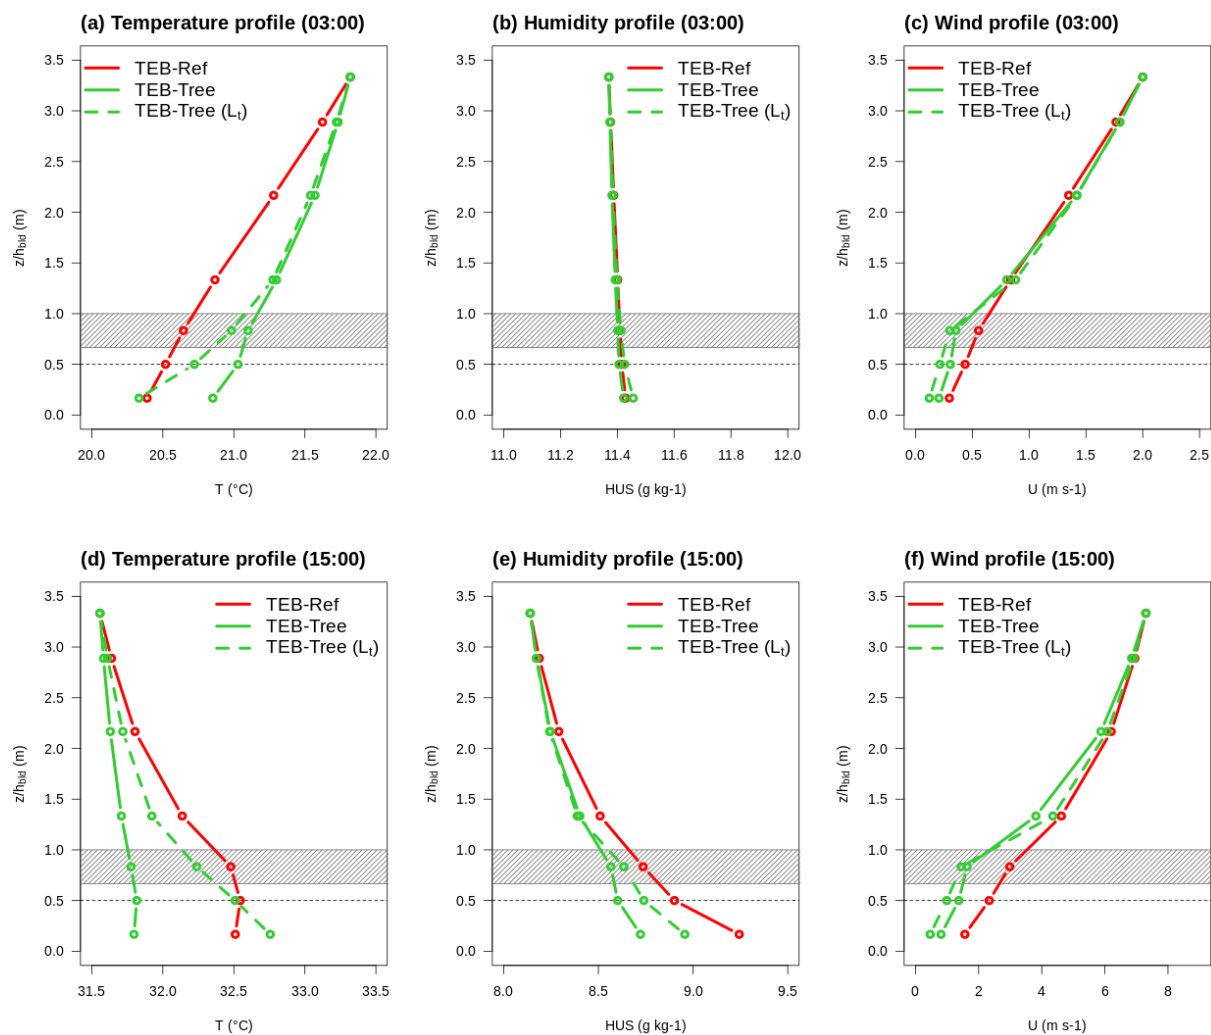 (a) Temperature profile (03:00)
TEB-Ref
TEB-Tree
TEB-Tree (Lt)
z/hbld (m)
3.5
3.0
2.5
2.0
1.5
1.0
0.5
0.0
20.0 20.5 21.0 21.5 22.0
T (°C)
(b) Humidity profile (03:00)
TEB-Ref
TEB-Tree
TEB-Tree (Lt)
z/hbld (m)
3.5
3.0
2.5
2.0
1.5
1.0
0.5
0.0
11.0 11.2 11.4 11.6 11.8 12.0
HUS (g kg-1)
(c) Wind profile (03:00)
TEB-Ref
TEB-Tree
TEB-Tree (Lt)
z/hbld (m)
3.5
3.0
2.5
2.0
1.5
1.0
0.5
0.0
0.0 0.5 1.0 1.5 2.0 2.5
U (m s-1)
(d) Temperature profile (15:00)
TEB-Ref
TEB-Tree
TEB-Tree (Lt)
z/hbld (m)
3.5
3.0
2.5
2.0
1.5
1.0
0.5
0.0
31.5 32.0 32.5 33.0 33.5
T (°C)
(e) Humidity profile (15:00)
TEB-Ref
TEB-Tree
TEB-Tree (Lt)
z/hbld (m)
3.5
3.0
2.5
2.0
1.5
1.0
0.5
0.0
8.0 8.5 9.0 9.5
HUS (g kg-1)
(f) Wind profile (15:00)
TEB-Ref
TEB-Tree
TEB-Tree (Lt)
z/hbld (m)
3.5
3.0
2.5
2.0
1.5
1.0
0.5
0.0
0 2 4 6 8
U (m s-1)